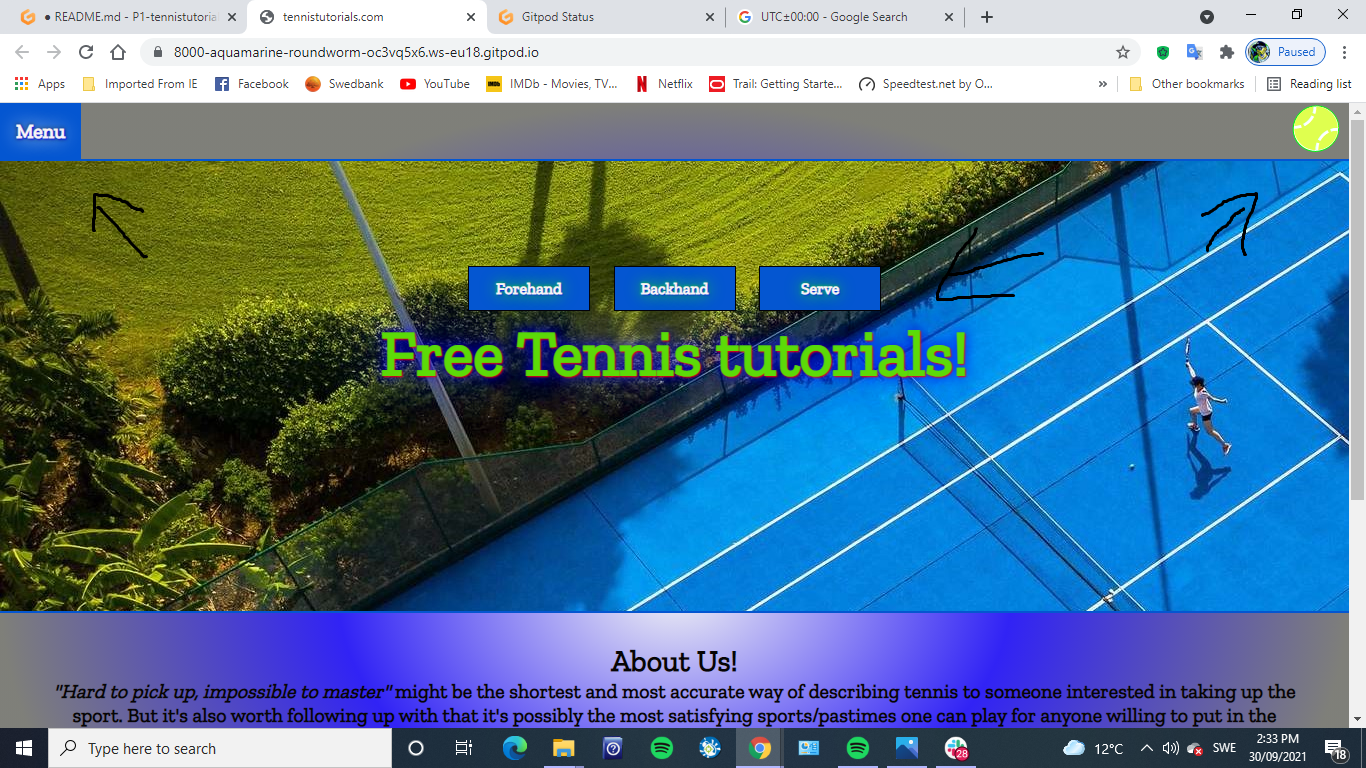 ● README.md - P1-tennistutorial
tennistutorials.com
Gitpod Status
UTC±00:00 - Google Search
8000-aquamarine-roundworm-oc3vq5x6.ws-eu18.gitpod.io
Paused
Apps
Imported From IE
Facebook
Swedbank
YouTube
IMDb - Movies, TV...
Netflix
Trail: Getting Starte...
Speedtest.net by O...
»
Other bookmarks
Reading list
Menu
Forehand
Backhand
Serve
Free Tennis tutorials!
About Us!
"Hard to pick up, impossible to master" might be the shortest and most accurate way of describing tennis to someone interested in taking up the
sport. But it's also worth following up with that it's possibly the most satisfying sports/pastimes one can play for anyone willing to put in the
Type here to search
28
12°C
SWE
2:33 PM
30/09/2021
18